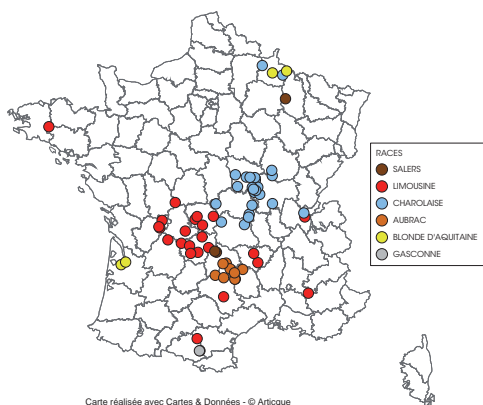 RACES
SALERS
LIMOUSINE
CHAROLAISE
AUBRAC
BLONDE D'AQUITAINE
GASCONNE
Carte réalisée avec Cartes & Données - © Articque